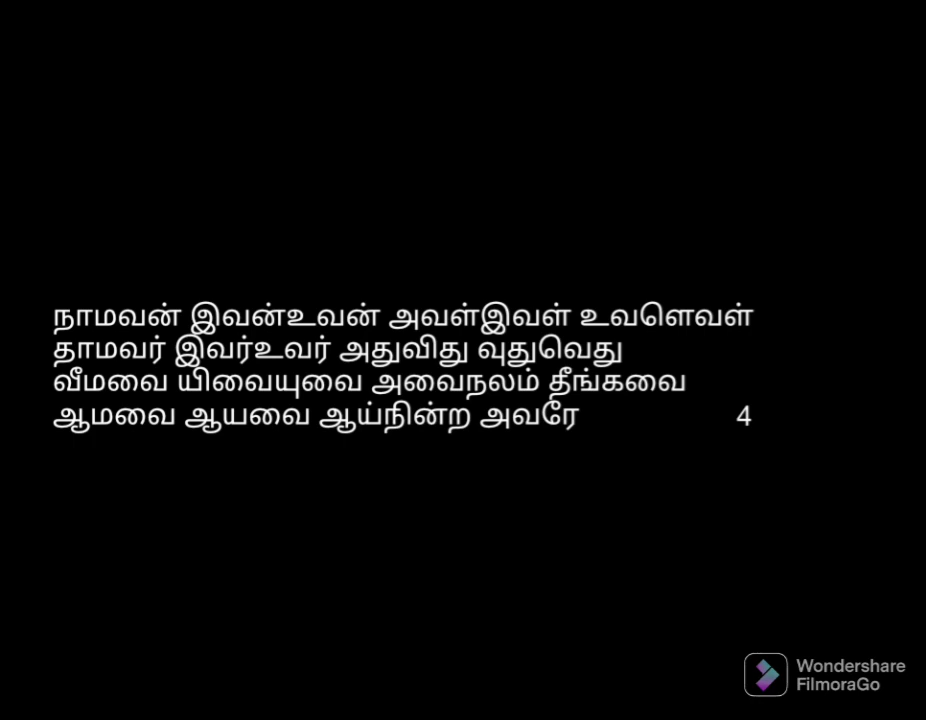 நாமவன் இவன்உவன் அவள்இவள் உவளெவள்
தாமவர் இவர்உவர் அதுவிது வுதுவெது
வீமவை யிவையுவை அவைநலம் தீங்கவை
ஆமவை ஆயவை ஆய்நின்ற அவரே 4
Wondershare
FilmoraGo